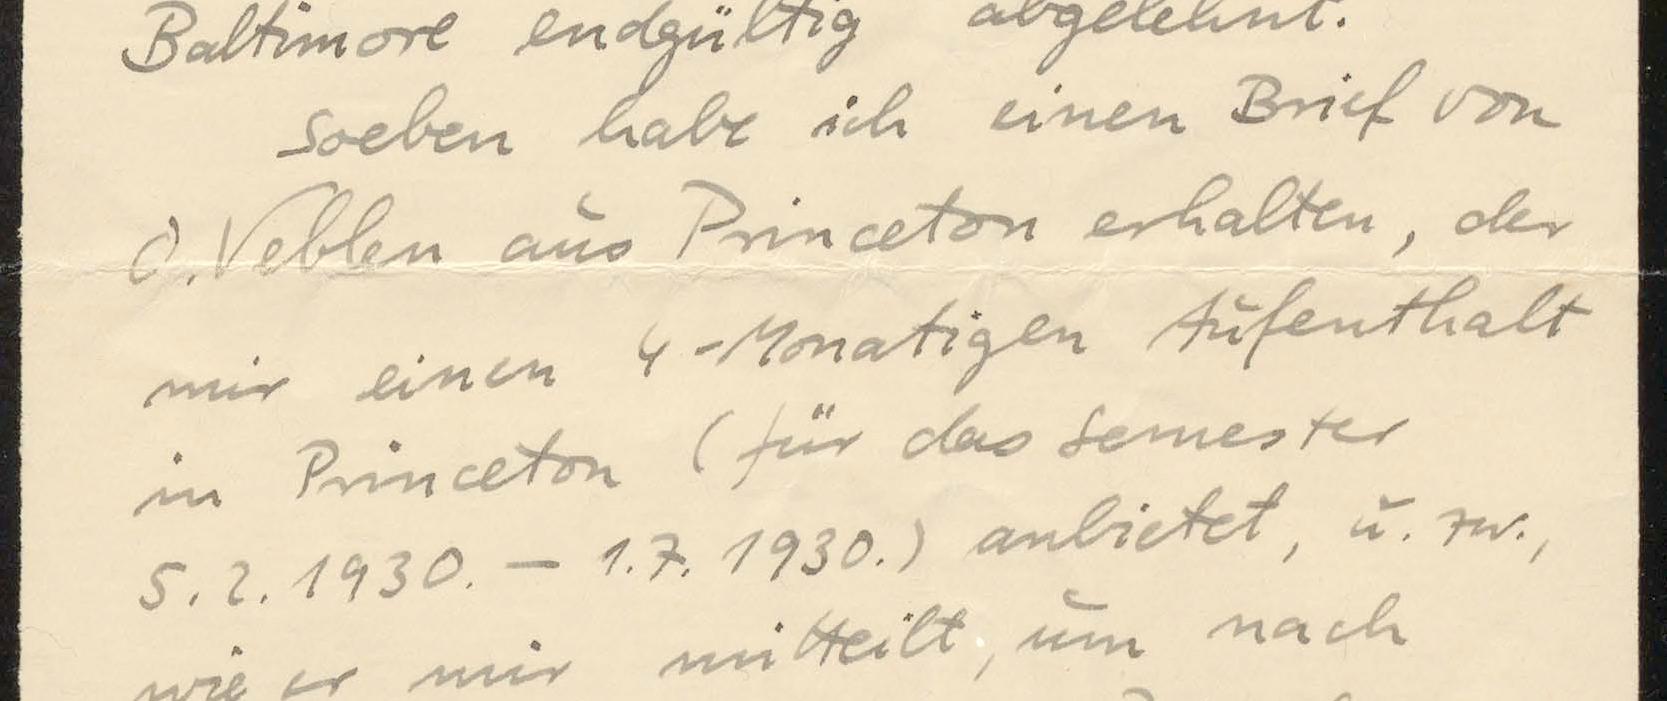 Baltimore endgültig abgelehnt.
Soeben habe ich einen Brief von
O. Veblen aus Princeton erhalten, der
mir einen 4-Monatigen Aufenthalt
in Princeton (für das Semester
5.2.1930. – 1.7.1930.) anbietet, u. zw.,
wie er mir mitteilt, um nach